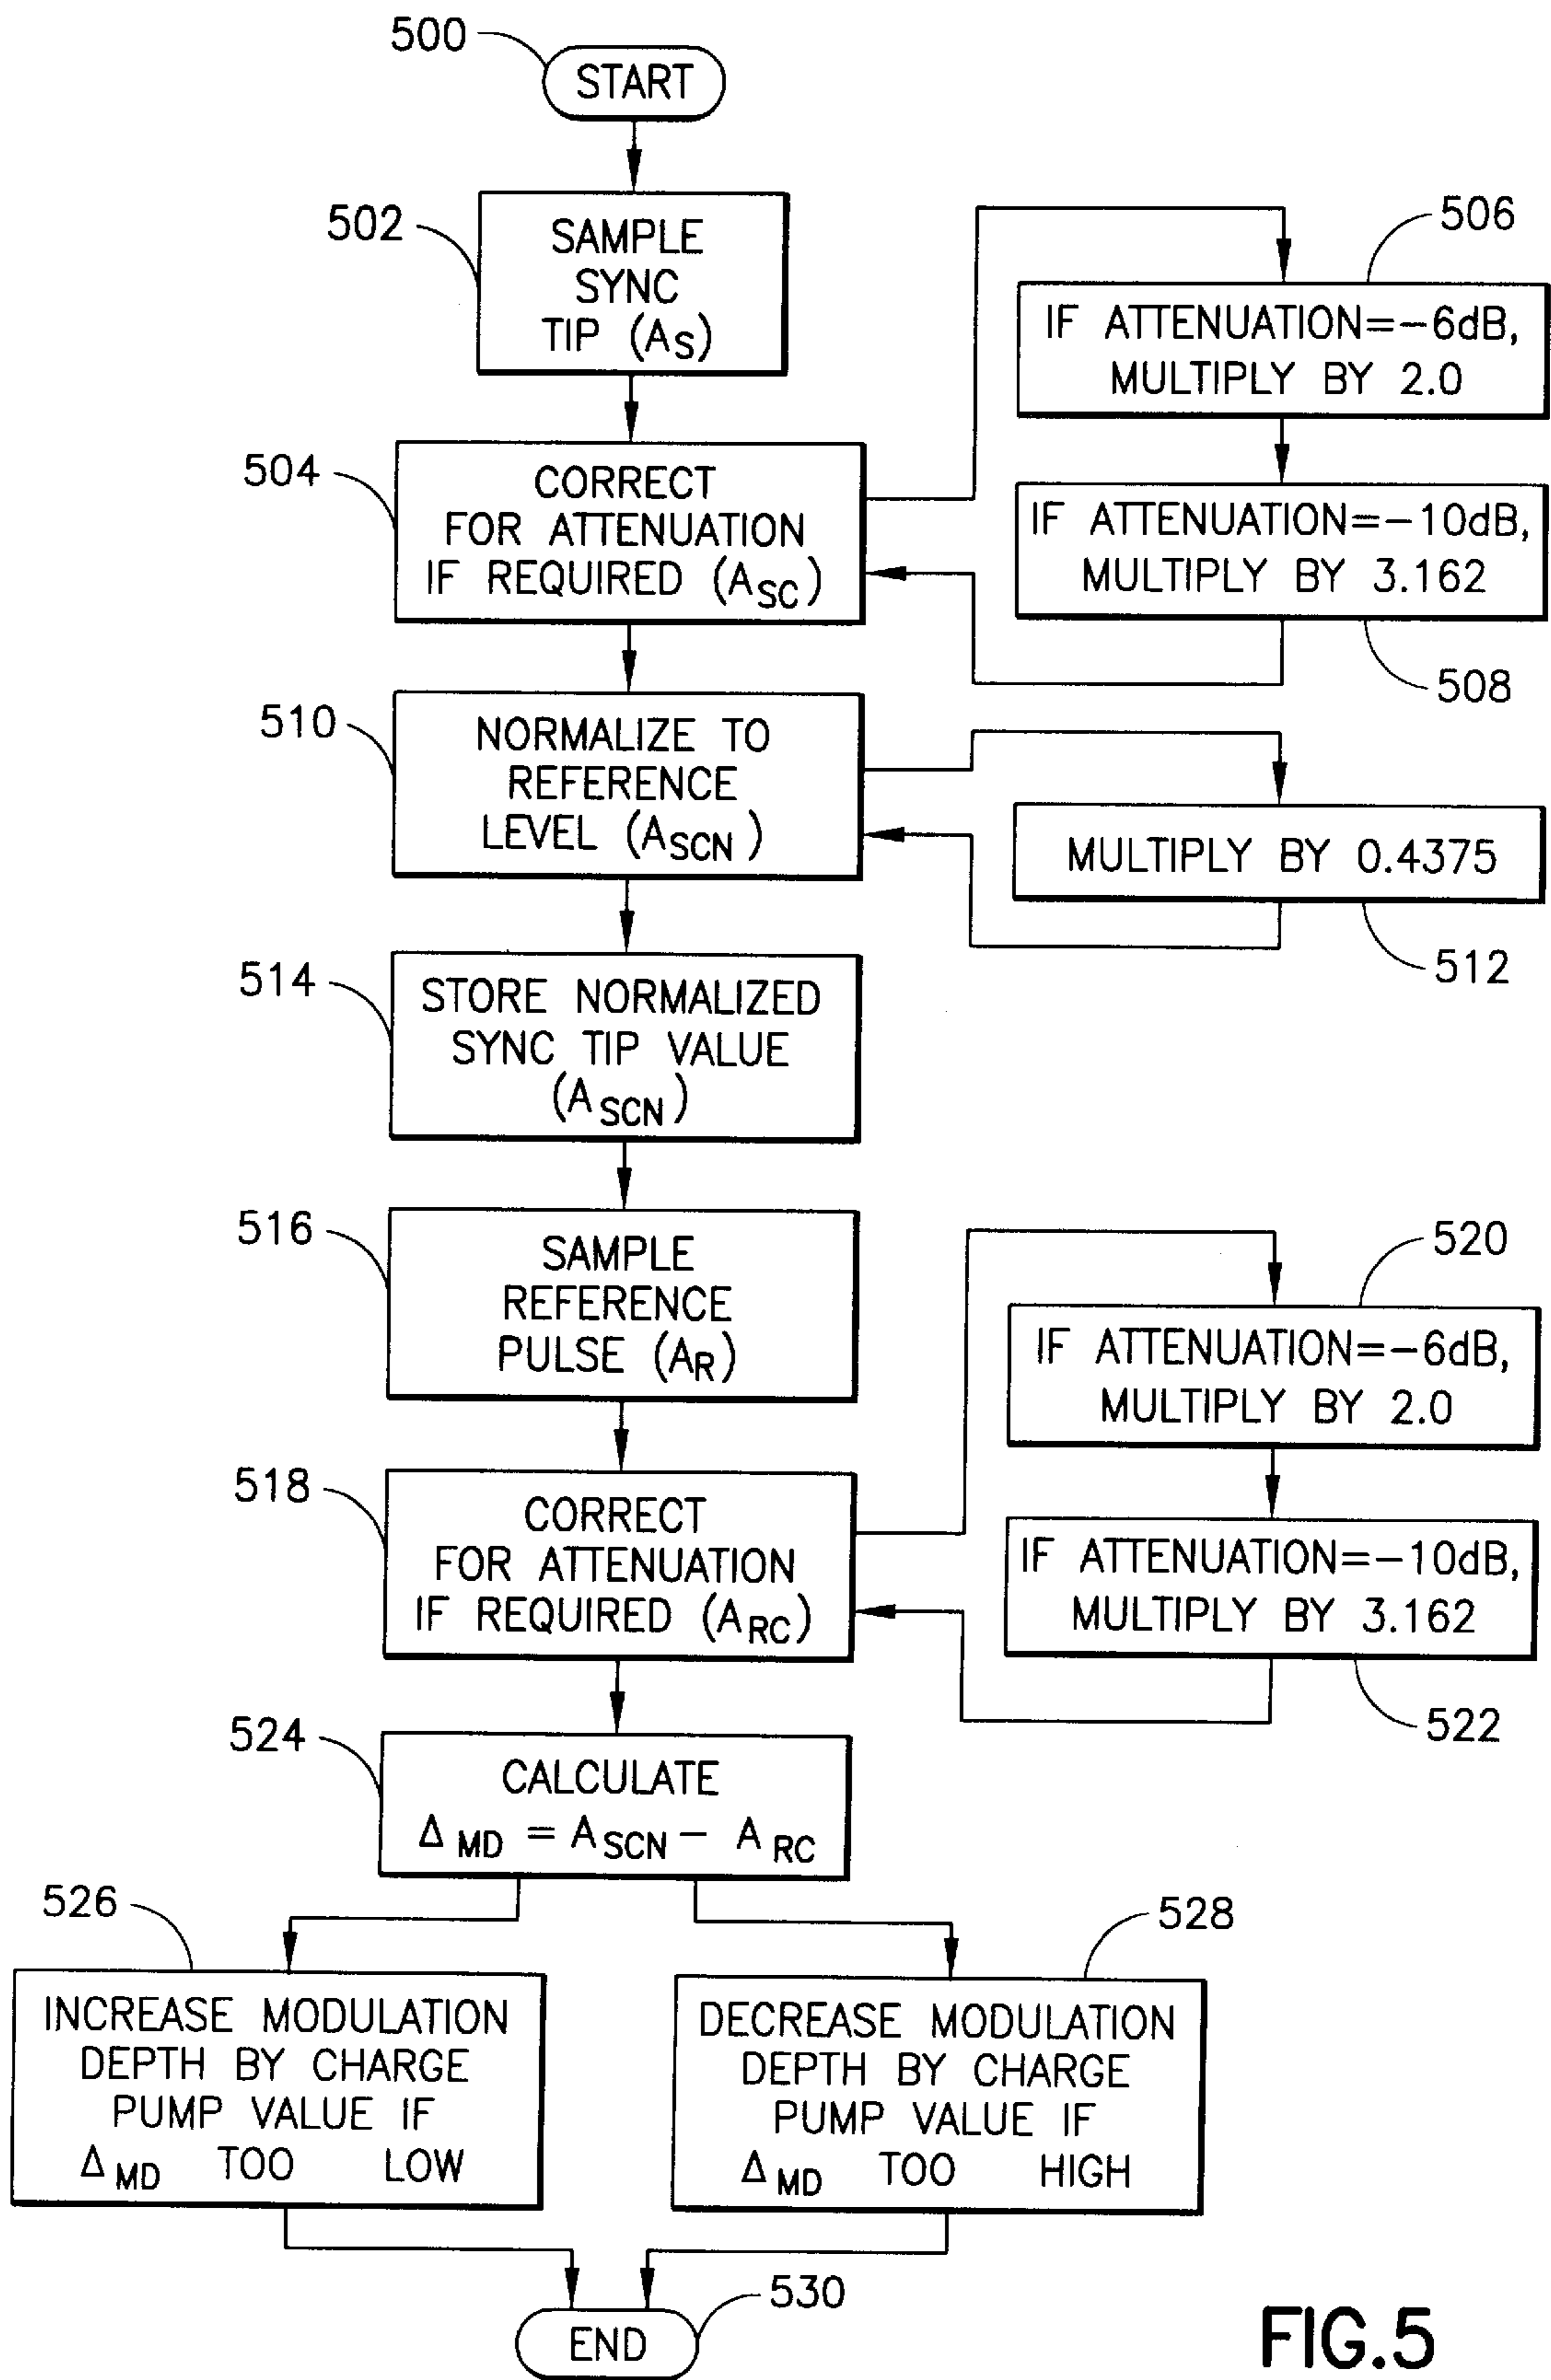 500
START
502
SAMPLE
SYNC
TIP (AS)
506
IF ATTENUATION=-6dB,
MULTIPLY BY 2.0
504
CORRECT
FOR ATTENUATION
IF REQUIRED (ASC)
IF ATTENUATION=-10dB,
MULTIPLY BY 3.162
508
510
NORMALIZE TO
REFERENCE
LEVEL (ASCN)
MULTIPLY BY 0.4375
512
514
STORE NORMALIZED
SYNC TIP VALUE
(ASCN)
516
SAMPLE
REFERENCE
PULSE (AR)
520
IF ATTENUATION=-6dB,
MULTIPLY BY 2.0
518
CORRECT
FOR ATTENUATION
IF REQUIRED (ARC)
IF ATTENUATION=-10dB,
MULTIPLY BY 3.162
522
524
CALCULATE
ΔMD = ASCN - ARC
526
INCREASE MODULATION
DEPTH BY CHARGE
PUMP VALUE IF
ΔMD TOO LOW
528
DECREASE MODULATION
DEPTH BY CHARGE
PUMP VALUE IF
ΔMD TOO HIGH
530
END
FIG.5